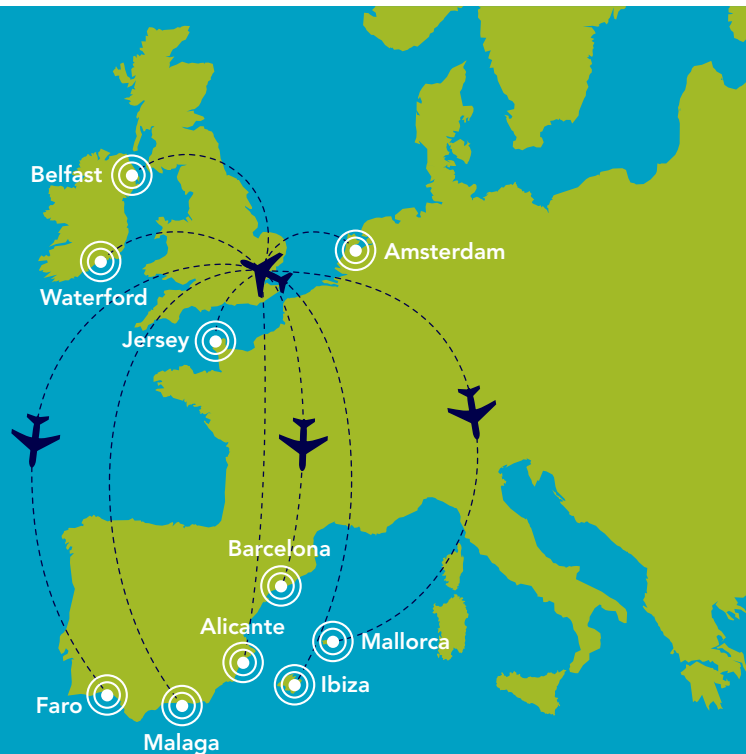 Belfast
Amsterdam
Waterford
Jersey
Barcelona
Alicante
Mallorca
Ibiza
Faro
Malaga